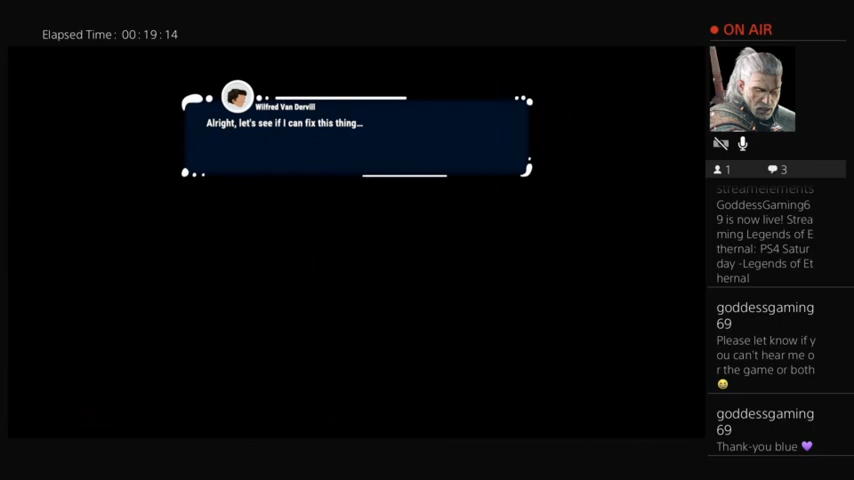 Elapsed Time: 00:19:14
ON AIR
Wilfred Van Dervill
Alright, let's see if I can fix this thing...
1
3
streamelements
GoddessGaming6
9 is now live! Strea
ming Legends of E
thernal: PS4 Satur
day -Legends of Et
hernal
goddessgaming
69
Please let know if y
ou can't hear me o
r the game or both
😄
goddessgaming
69
Thank-you blue 💜